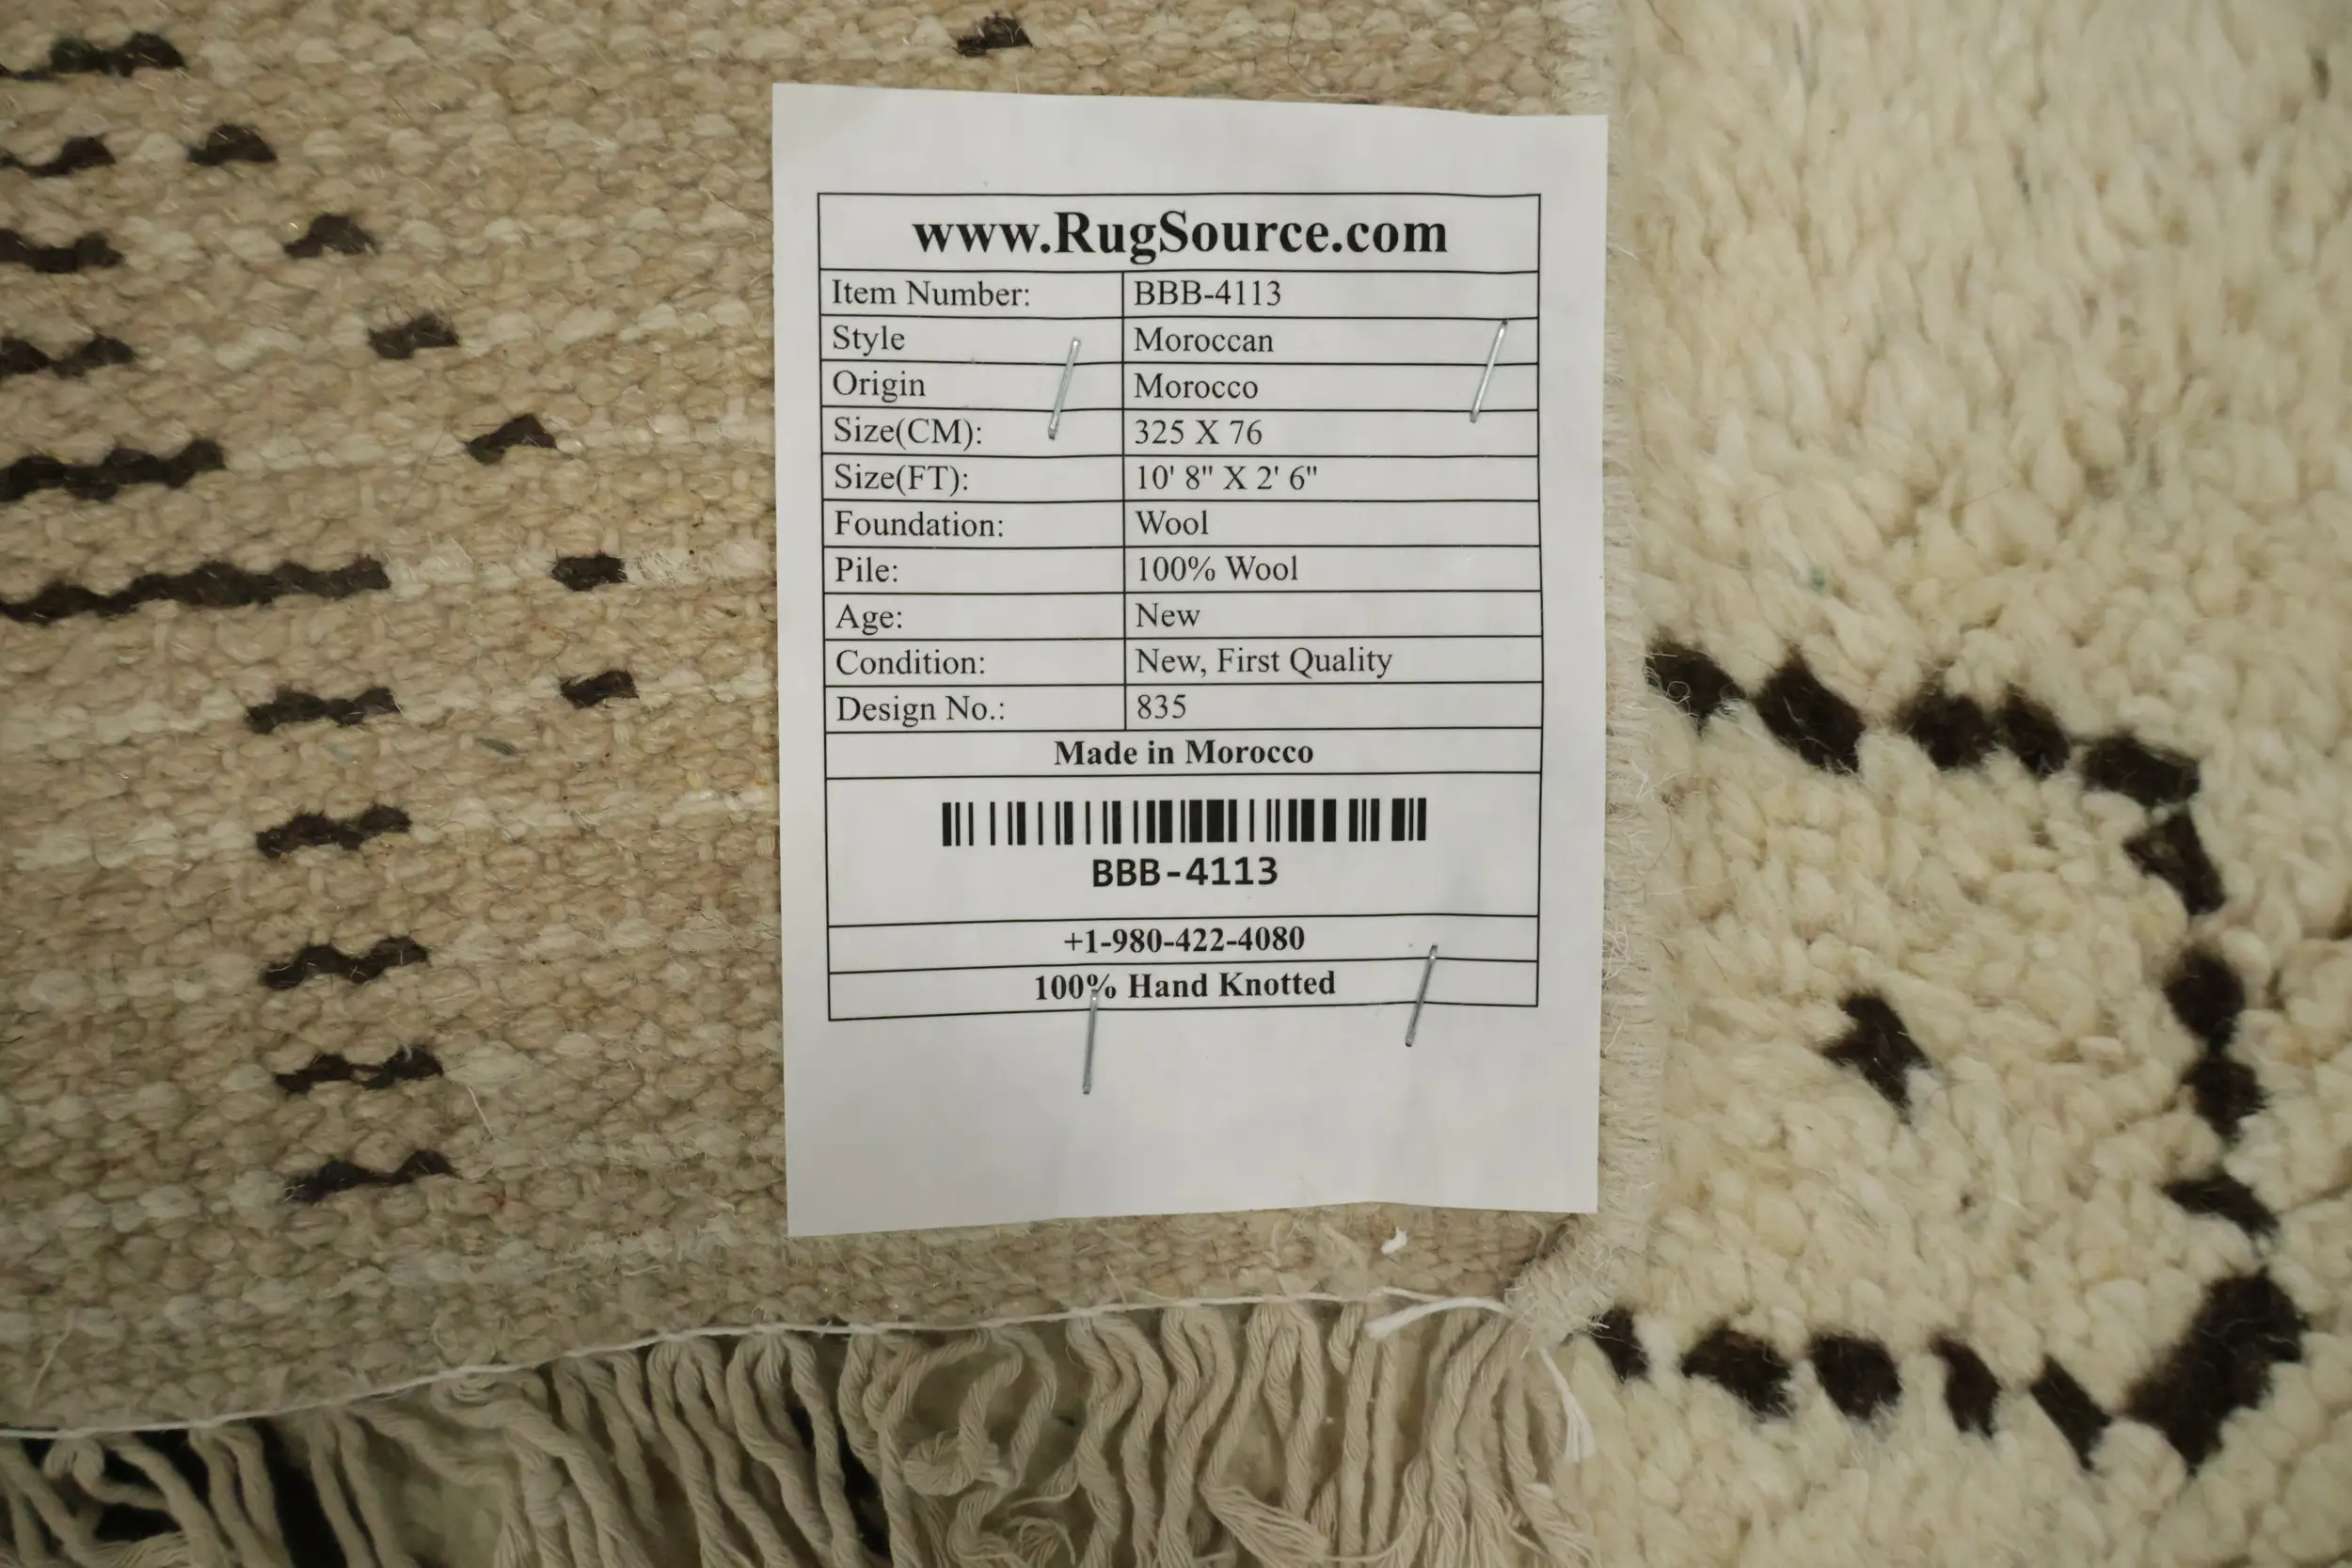 www.RugSource.com
Item Number: BBB-4113
Style Moroccan
Origin Morocco
Size(CM): 325 X 76
Size(FT): 10' 8" X 2' 6"
Foundation: Wool
Pile: 100% Wool
Age: New
Condition: New, First Quality
Design No.: 835
Made in Morocco
BBB-4113
+1-980-422-4080
100% Hand Knotted